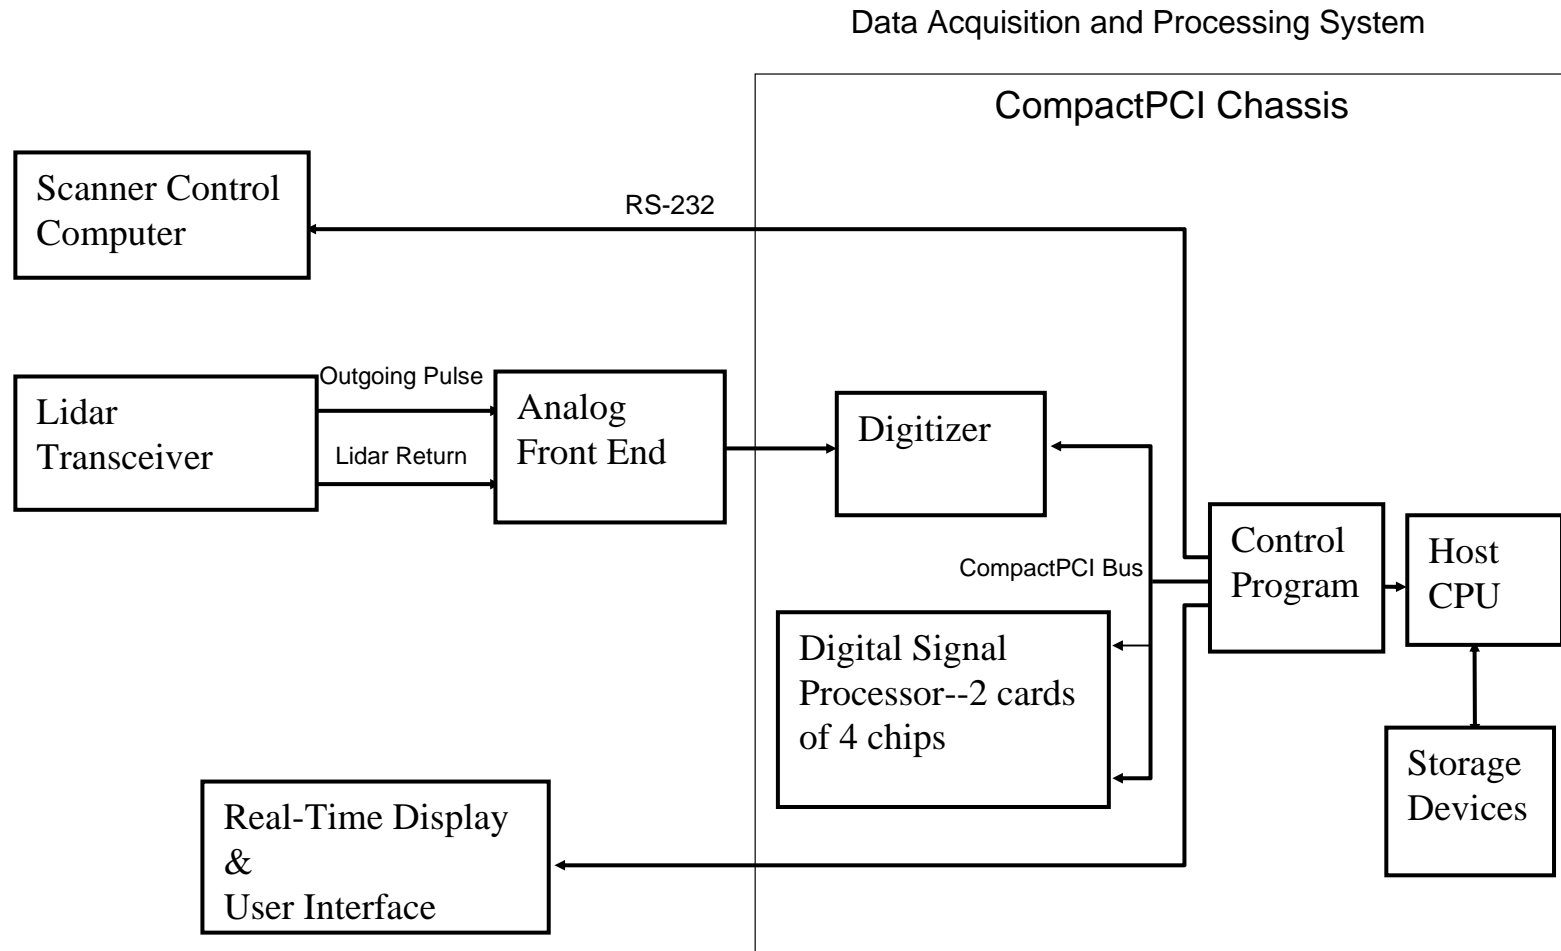 Data Acquisition and Processing System
CompactPCI Chassis
Scanner Control
Computer
RS-232
Lidar
Transceiver
Outgoing Pulse
Lidar Return
Analog
Front End
Digitizer
CompactPCI Bus
Control
Program
Host
CPU
Digital Signal
Processor--2 cards
of 4 chips
Storage
Devices
Real-Time Display
&
User Interface